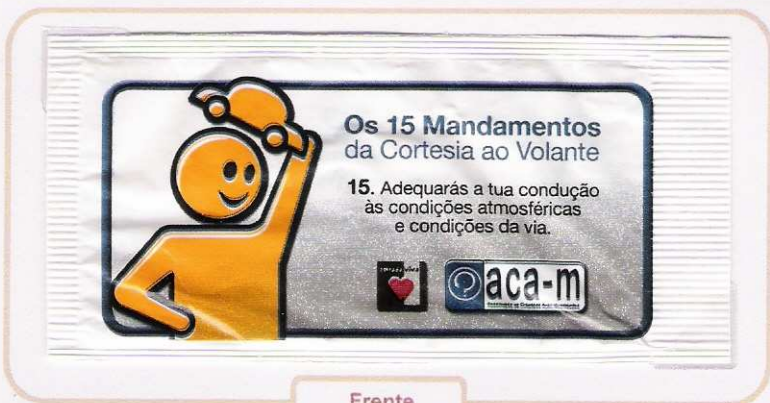 Os 15 Mandamentos
da Cortesia ao Volante
15. Adequarás a tua condução
às condições atmosféricas
e condições da via.
aca-m
Frente